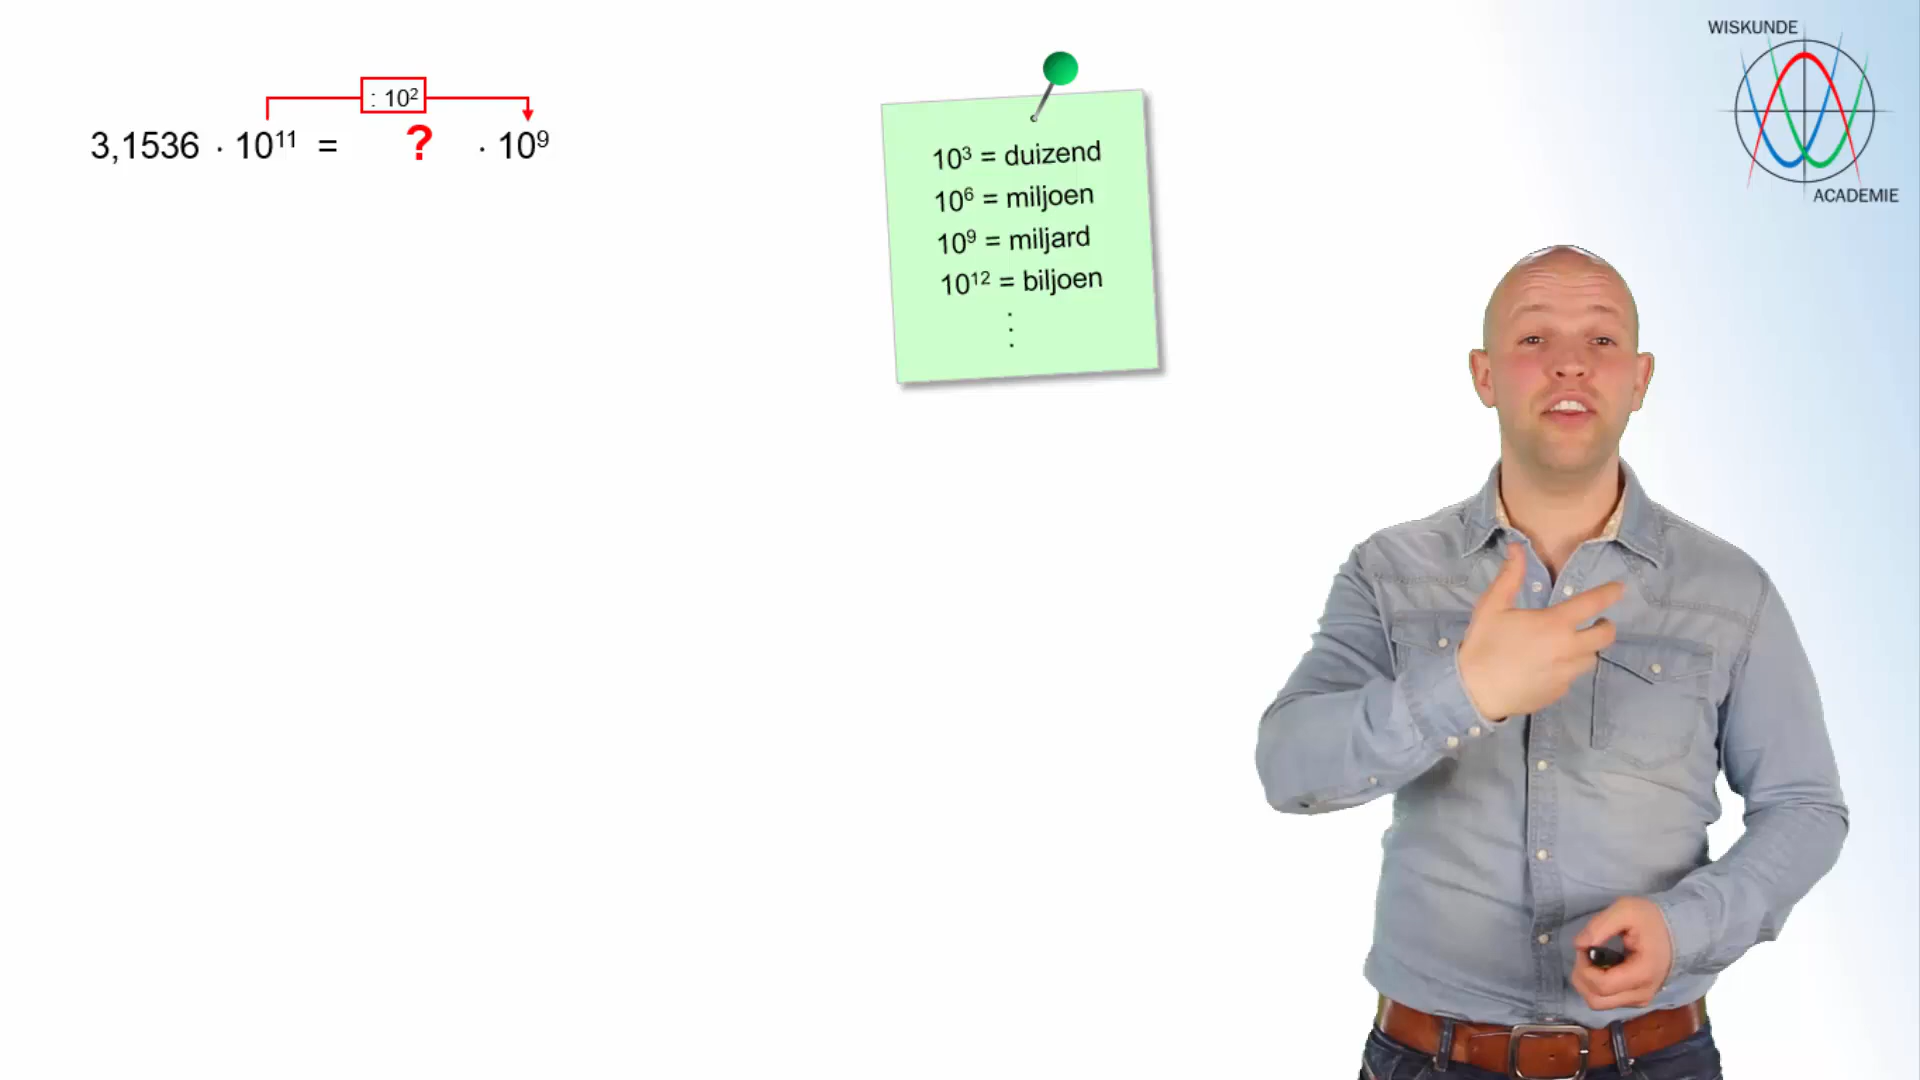 : 10²
3,1536 · 10¹¹ = ? · 10⁹
10³ = duizend
10⁶ = miljoen
10⁹ = miljard
10¹² = biljoen
WISKUNDE
ACADEMIE